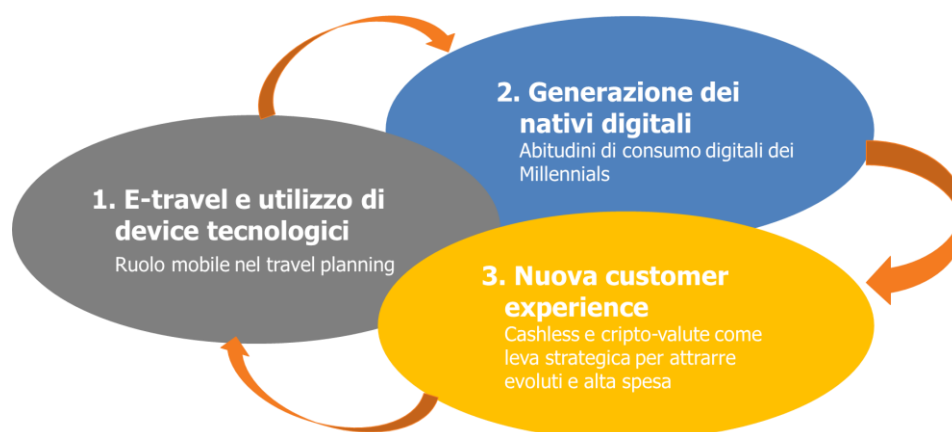 1. E-travel e utilizzo di
device tecnologici
Ruolo mobile nel travel planning
2. Generazione dei
nativi digitali
Abitudini di consumo digitali dei
Millennials
3. Nuova customer
experience
Cashless e cripto-valute come
leva strategica per attrarre
evoluti e alta spesa